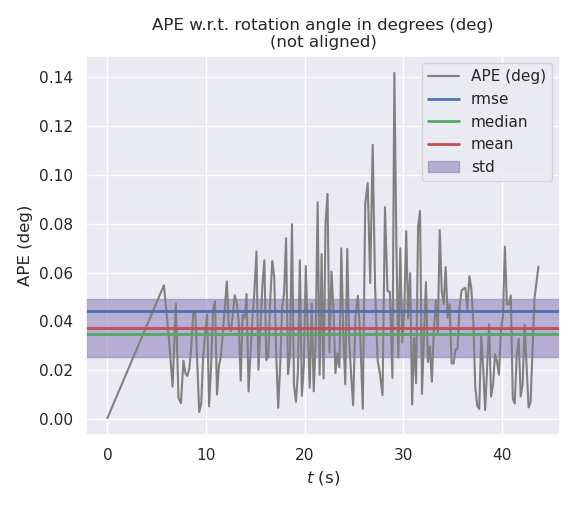 APE w.r.t. rotation angle in degrees (deg)
(not aligned)
APE (deg)
rmse
median
mean
std
APE (deg)
0.14
0.12
0.10
0.08
0.06
0.04
0.02
0.00
0 10 20 30 40
t (s)